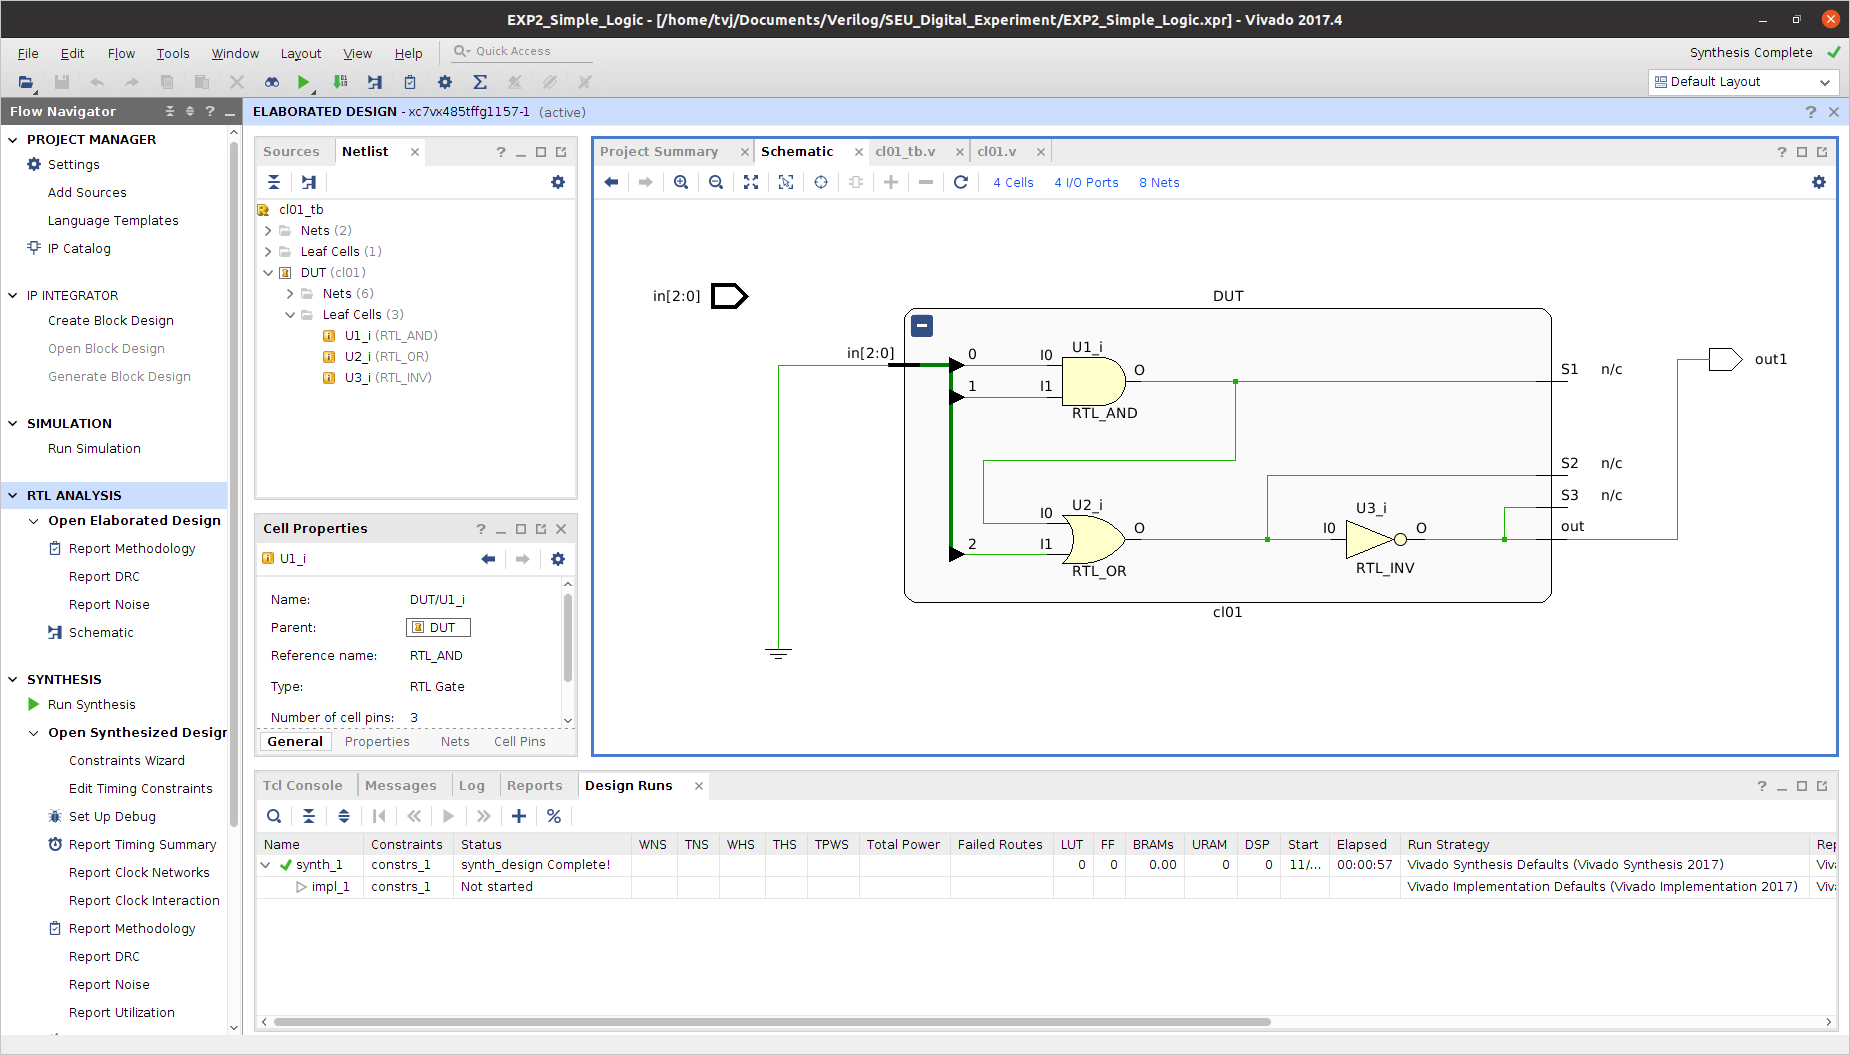 EXP2_Simple_Logic - [/home/tvj/Documents/Verilog/SEU_Digital_Experiment/EXP2_Simple_Logic.xpr] - Vivado 2017.4
File Edit Flow Tools Window Layout View Help Quick Access
Synthesis Complete
Default Layout
Flow Navigator
PROJECT MANAGER
Settings
Add Sources
Language Templates
IP Catalog
IP INTEGRATOR
Create Block Design
Open Block Design
Generate Block Design
SIMULATION
Run Simulation
RTL ANALYSIS
Open Elaborated Design
Report Methodology
Report DRC
Report Noise
Schematic
SYNTHESIS
Run Synthesis
Open Synthesized Design
Constraints Wizard
Edit Timing Constraints
Set Up Debug
Report Timing Summary
Report Clock Networks
Report Clock Interaction
Report Methodology
Report DRC
Report Noise
Report Utilization
ELABORATED DESIGN - xc7vx485tffg1157-1 (active)
Sources Netlist
cl01_tb
Nets (2)
Leaf Cells (1)
DUT (cl01)
Nets (6)
Leaf Cells (3)
U1_i (RTL_AND)
U2_i (RTL_OR)
U3_i (RTL_INV)
Cell Properties
U1_i
Name: DUT/U1_i
Parent: DUT
Reference name: RTL_AND
Type: RTL Gate
Number of cell pins: 3
General Properties Nets Cell Pins
Project Summary Schematic cl01_tb.v cl01.v
4 Cells 4 I/O Ports 8 Nets
in[2:0]
DUT
in[2:0] 0 I0 U1_i O
1 I1
RTL_AND
S1 n/c
out1
S2 n/c
S3 n/c
out
I0 U2_i O
2 I1
RTL_OR
I0 U3_i O
RTL_INV
cl01
Tcl Console Messages Log Reports Design Runs
Name Constraints Status WNS TNS WHS THS TPWS Total Power Failed Routes LUT FF BRAMs URAM DSP Start Elapsed Run Strategy
synth_1 constrs_1 synth_design Complete! 0 0 0.00 0 0 11/... 00:00:57 Vivado Synthesis Defaults (Vivado Synthesis 2017)
impl_1 constrs_1 Not started Vivado Implementation Defaults (Vivado Implementation 2017)